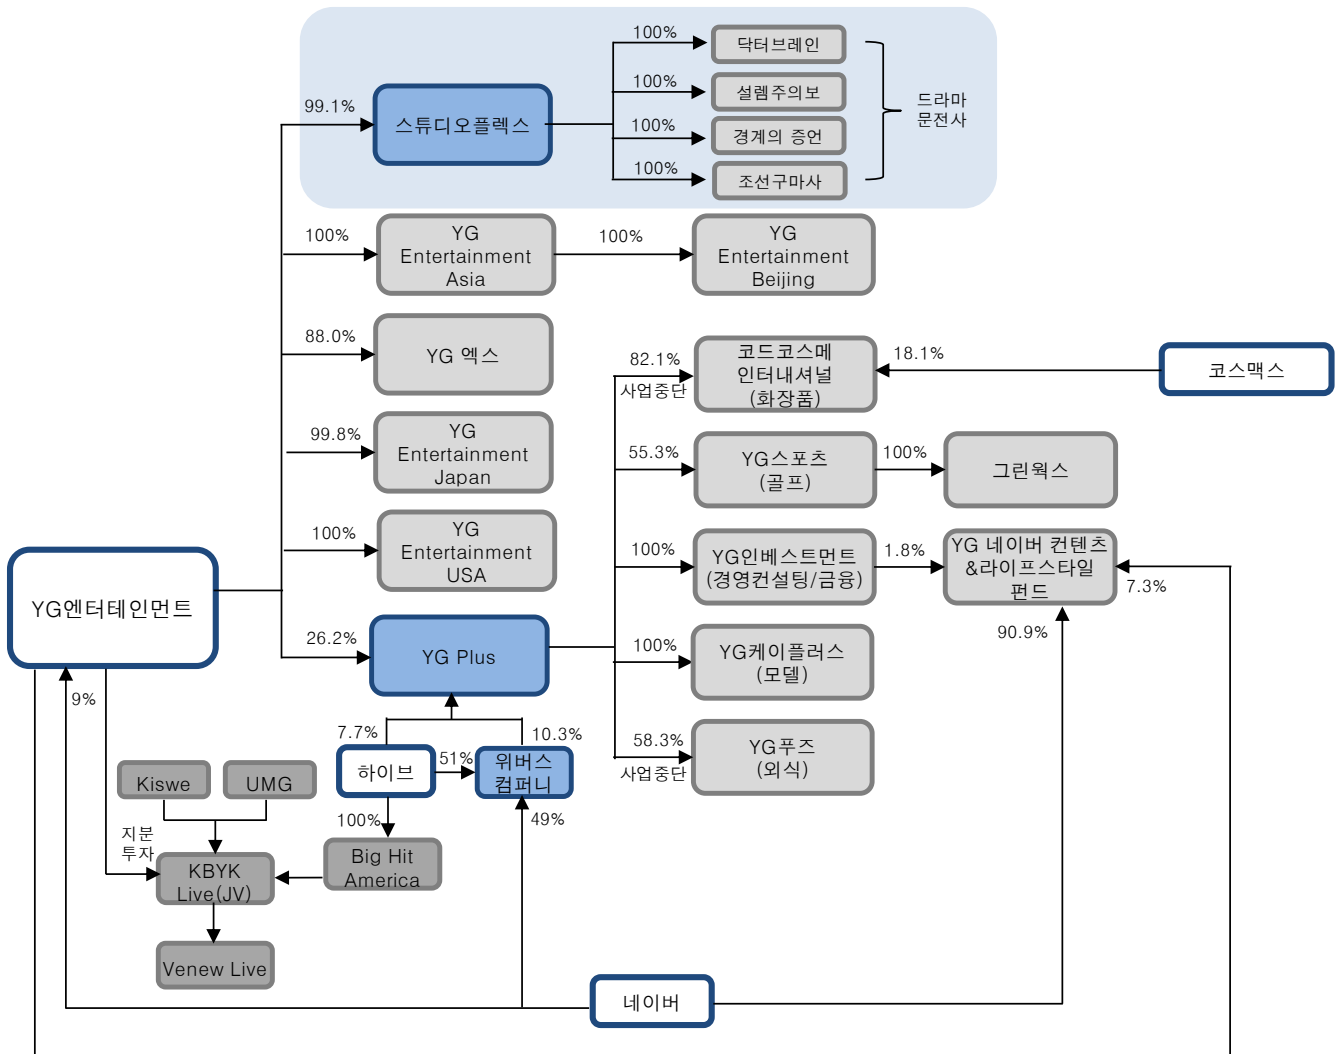 100%
닥터브레인
100%
설렘주의보
99.1%
스튜디오플렉스
드라마
문전사
100%
경계의 증언
100%
조선구마사
100%
YG
Entertainment
Asia
100%
YG
Entertainment
Beijing
88.0%
YG 엑스
82.1%
사업중단
코드코스메
인터내셔널
(화장품)
18.1%
코스맥스
99.8%
YG
Entertainment
Japan
55.3%
YG스포츠
(골프)
100%
그린웍스
100%
YG
Entertainment
USA
100%
YG인베스트먼트
(경영컨설팅/금융)
1.8%
YG 네이버 컨텐츠
&라이프스타일
펀드
7.3%
90.9%
YG엔터테인먼트
26.2%
YG Plus
100%
YG케이플러스
(모델)
9%
7.7%
10.3%
58.3%
사업중단
YG푸즈
(외식)
하이브
51%
위버스
컴퍼니
Kiswe
UMG
100%
49%
지분
투자
KBYK
Live(JV)
Big Hit
America
Venew Live
네이버